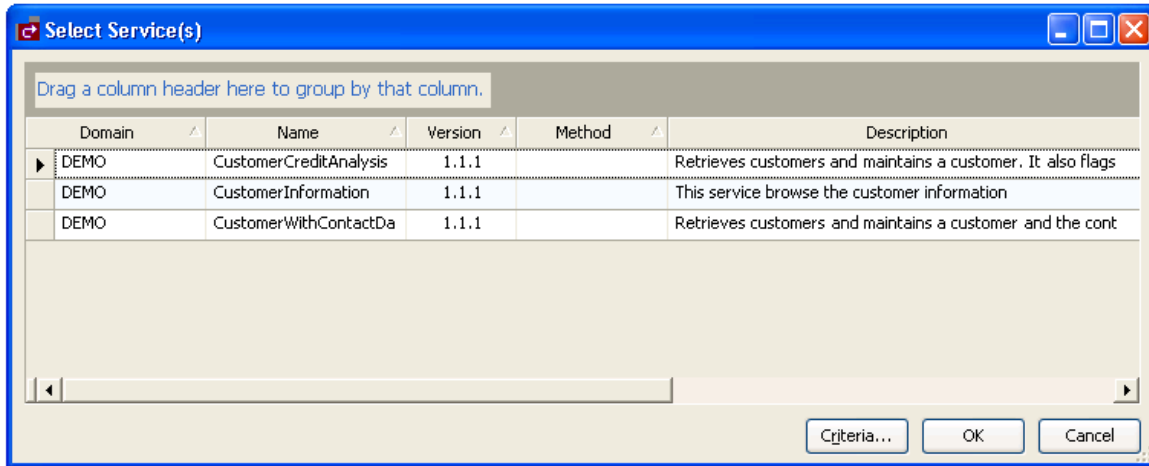 Select Service(s)
Drag a column header here to group by that column.
Domain Name Version Method Description
DEMO CustomerCreditAnalysis 1.1.1 Retrieves customers and maintains a customer. It also flags
DEMO CustomerInformation 1.1.1 This service browse the customer information
DEMO CustomerWithContactDa 1.1.1 Retrieves customers and maintains a customer and the cont
Criteria... OK Cancel